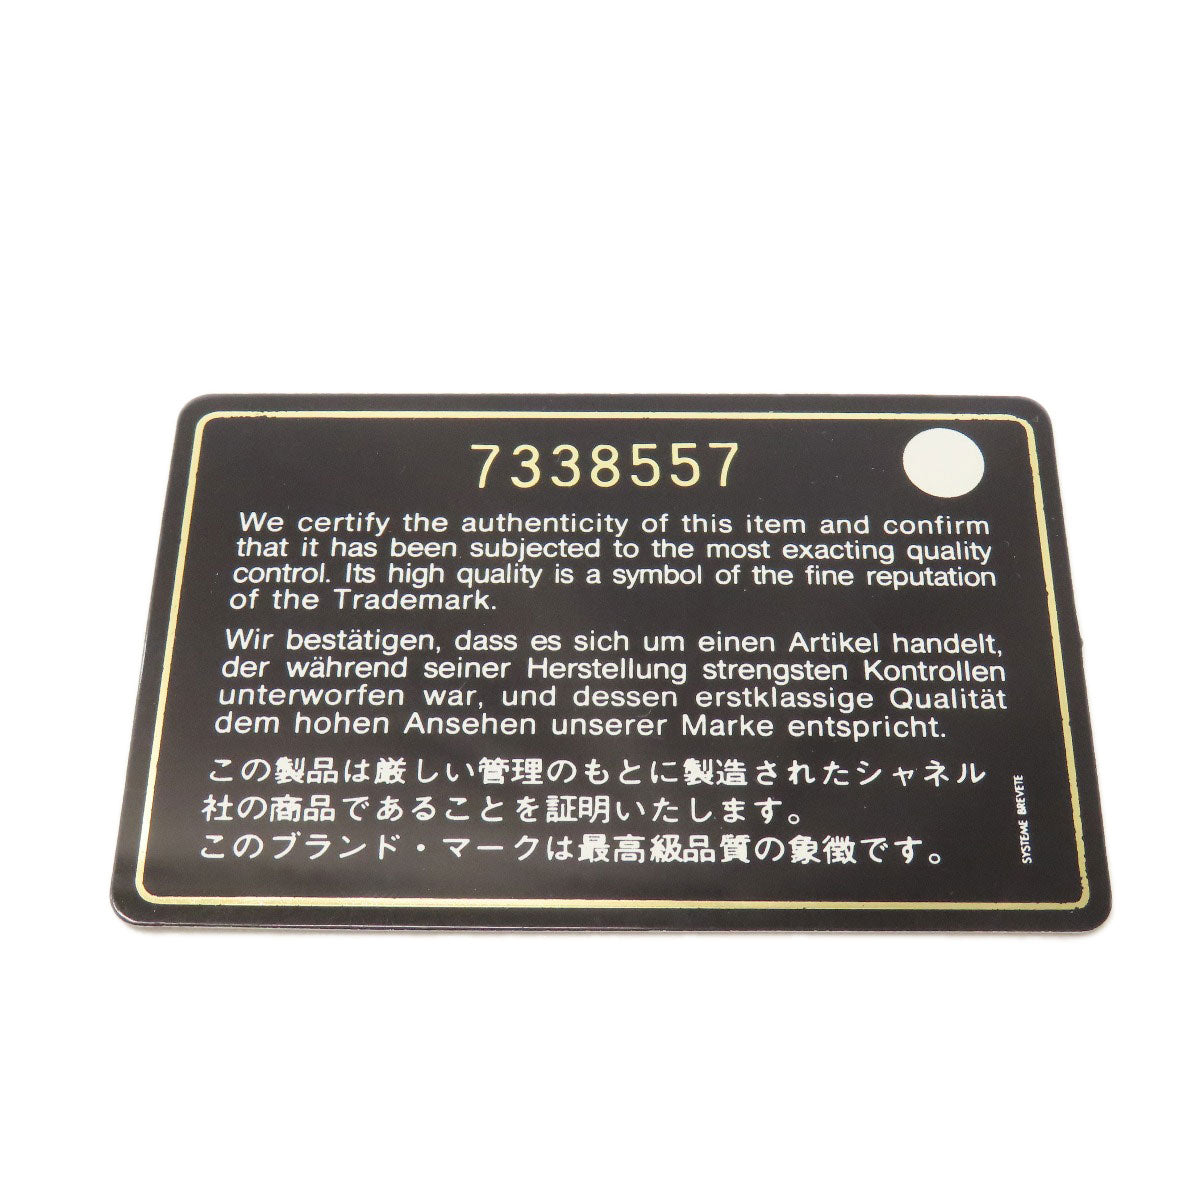 7338557
We certify the authenticity of this item and confirm
that it has been subjected to the most exacting quality
control. Its high quality is a symbol of the fine reputation
of the Trademark.
Wir bestätigen, dass es sich um einen Artikel handelt,
der während seiner Herstellung strengsten Kontrollen
unterworfen war, und dessen erstklassige Qualität
dem hohen Ansehen unserer Marke entspricht.
この製品は厳しい管理のもとに製造されたシャネル
社の商品であることを証明いたします。
このブランド・マークは最高級品質の象徴です。
SYSTEME BREVETE